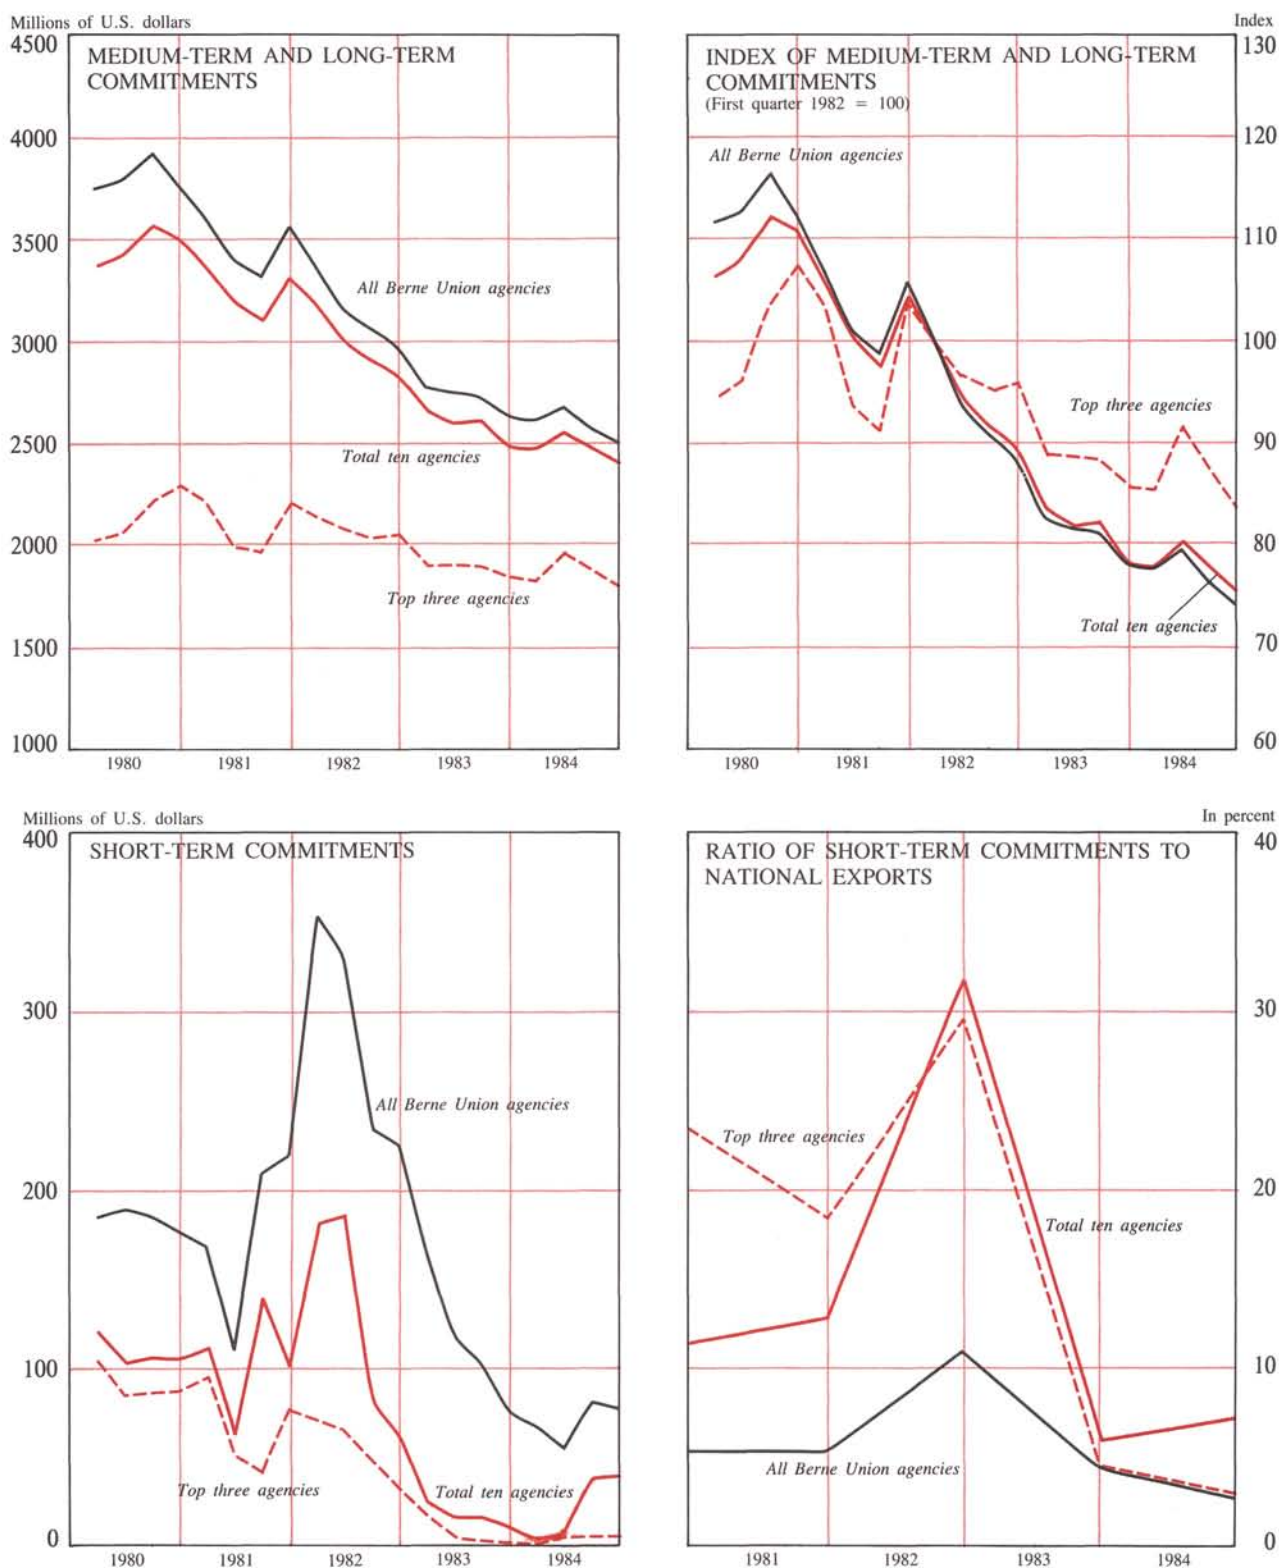 Millions of U.S. dollars
MEDIUM-TERM AND LONG-TERM
COMMITMENTS
4500
4000
3500
3000
2500
2000
1500
1000
All Berne Union agencies
Total ten agencies
Top three agencies
1980 1981 1982 1983 1984
Index
INDEX OF MEDIUM-TERM AND LONG-TERM
COMMITMENTS
(First quarter 1982 = 100)
130
120
110
100
90
80
70
60
All Berne Union agencies
Top three agencies
Total ten agencies
1980 1981 1982 1983 1984
Millions of U.S. dollars
SHORT-TERM COMMITMENTS
400
300
200
100
0
All Berne Union agencies
Top three agencies
Total ten agencies
1980 1981 1982 1983 1984
In percent
RATIO OF SHORT-TERM COMMITMENTS TO
NATIONAL EXPORTS
40
30
20
10
0
Top three agencies
Total ten agencies
All Berne Union agencies
1981 1982 1983 1984